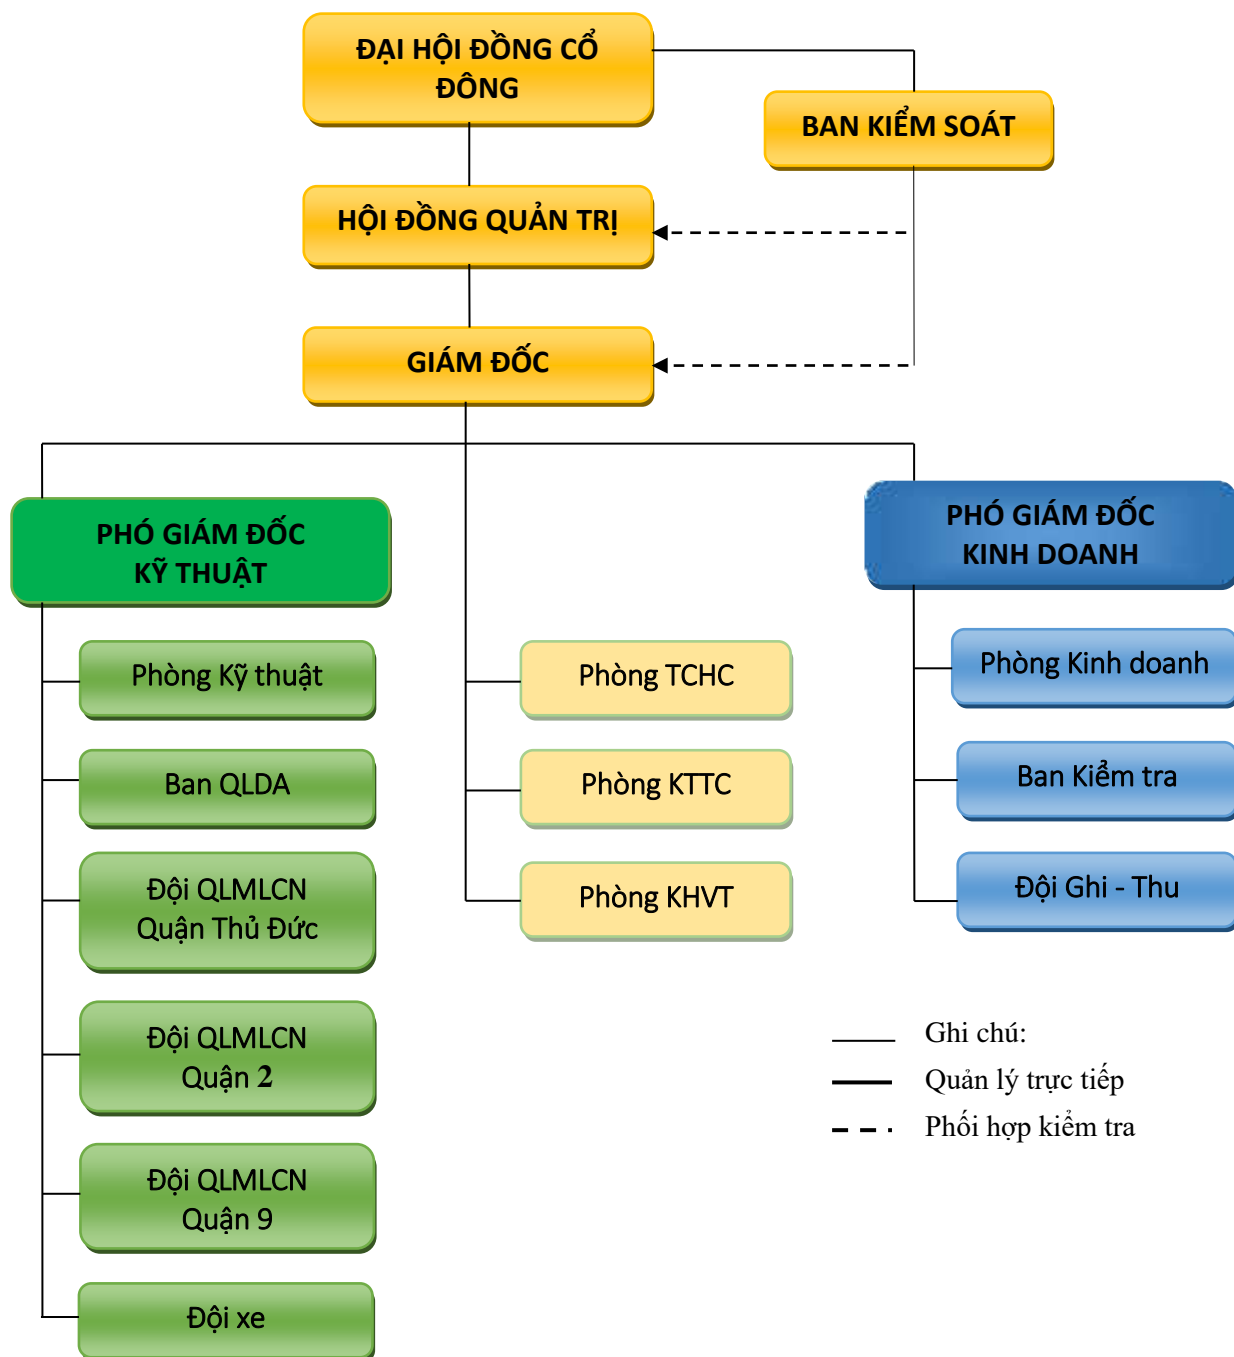 ĐẠI HỘI ĐỒNG CỔ
ĐÔNG
BAN KIỂM SOÁT
HỘI ĐỒNG QUẢN TRỊ
GIÁM ĐỐC
PHÓ GIÁM ĐỐC
KỸ THUẬT
PHÓ GIÁM ĐỐC
KINH DOANH
Phòng Kỹ thuật
Ban QLDA
Đội QLMLCN
Quận Thủ Đức
Đội QLMLCN
Quận 2
Đội QLMLCN
Quận 9
Đội xe
Phòng TCHC
Phòng KTTC
Phòng KHVT
Phòng Kinh doanh
Ban Kiểm tra
Đội Ghi - Thu
Ghi chú:
Quản lý trực tiếp
Phối hợp kiểm tra